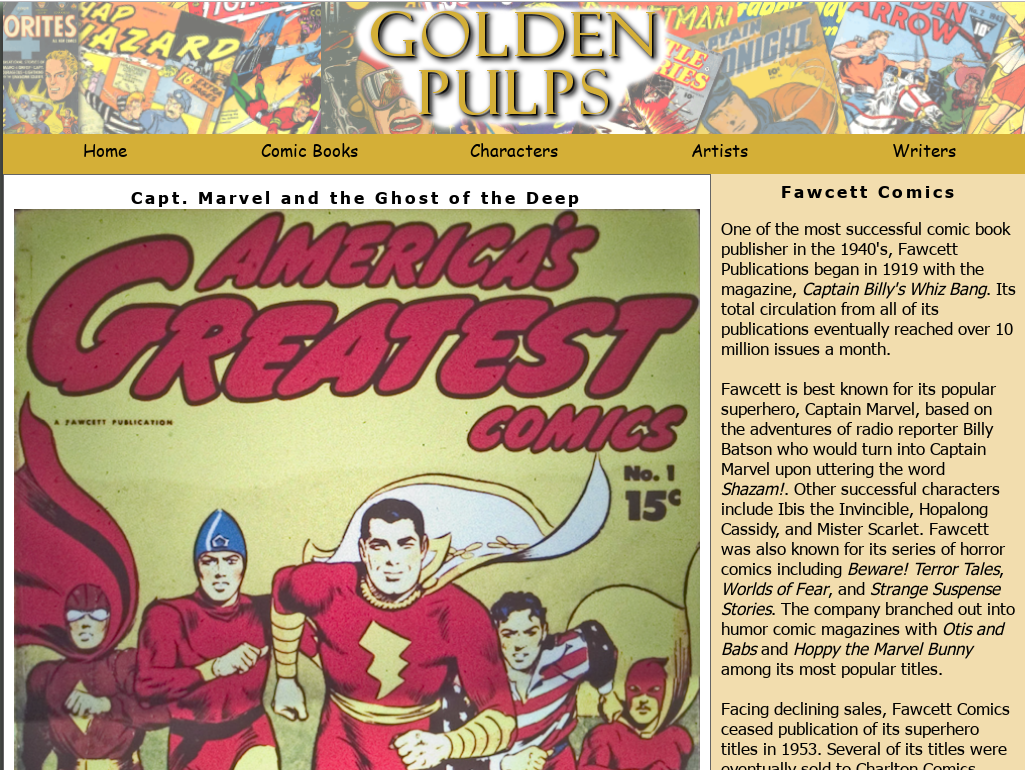 ORITES
ZAP
HAZARD
GOLDEN
PULPS
ARROW
Home Comic Books Characters Artists Writers
Capt. Marvel and the Ghost of the Deep
AMERICA'S
GREATEST
COMICS
A FAWCETT PUBLICATION
No. 1
15¢
Fawcett Comics
One of the most successful comic book
publisher in the 1940's, Fawcett
Publications began in 1919 with the
magazine, Captain Billy's Whiz Bang. Its
total circulation from all of its
publications eventually reached over 10
million issues a month.
Fawcett is best known for its popular
superhero, Captain Marvel, based on
the adventures of radio reporter Billy
Batson who would turn into Captain
Marvel upon uttering the word
Shazam!. Other successful characters
include Ibis the Invincible, Hopalong
Cassidy, and Mister Scarlet. Fawcett
was also known for its series of horror
comics including Beware! Terror Tales,
Worlds of Fear, and Strange Suspense
Stories. The company branched out into
humor comic magazines with Otis and
Babs and Hoppy the Marvel Bunny
among its most popular titles.
Facing declining sales, Fawcett Comics
ceased publication of its superhero
titles in 1953. Several of its titles were
eventually sold to Charlton Comics